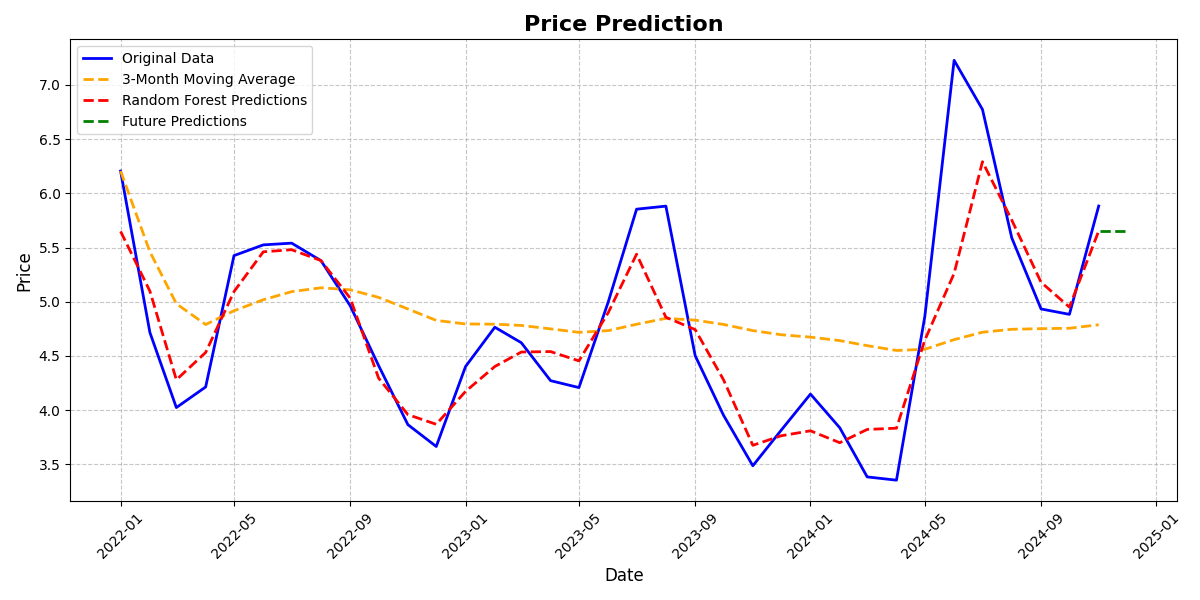 Price Prediction
Original Data
3-Month Moving Average
Random Forest Predictions
Future Predictions
7.0
6.5
6.0
5.5
5.0
4.5
4.0
3.5
Price
2022-01
2022-05
2022-09
2023-01
2023-05
2023-09
2024-01
2024-05
2024-09
2025-01
Date